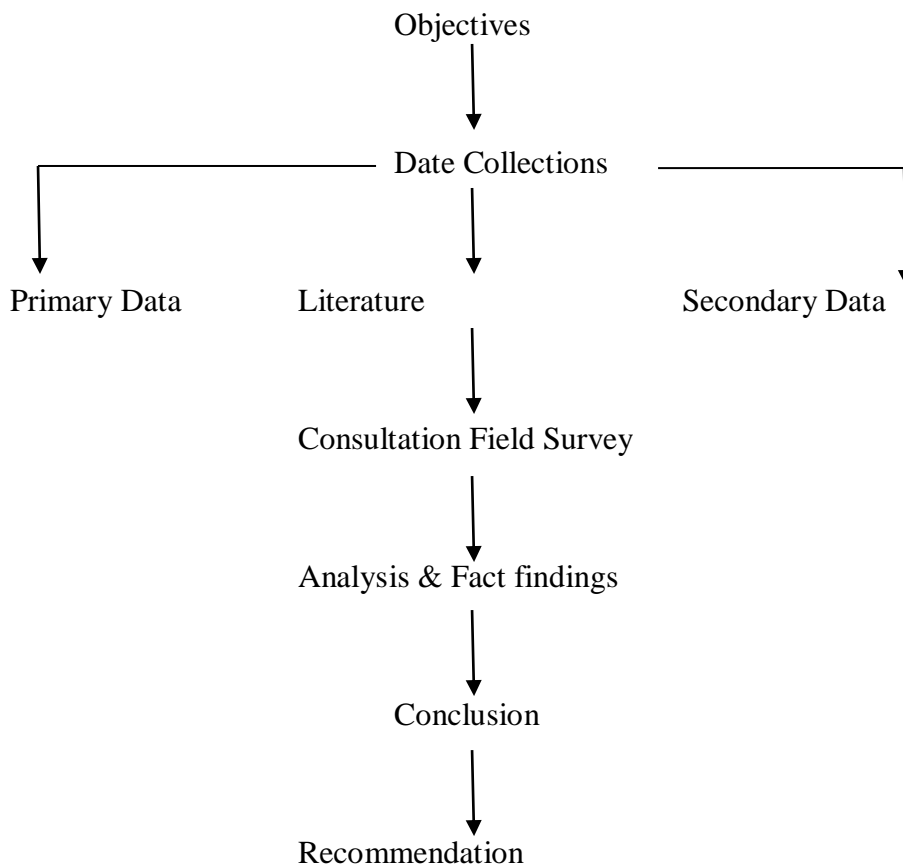 Objectives
Date Collections
Primary Data Literature Secondary Data
Consultation Field Survey
Analysis & Fact findings
Conclusion
Recommendation